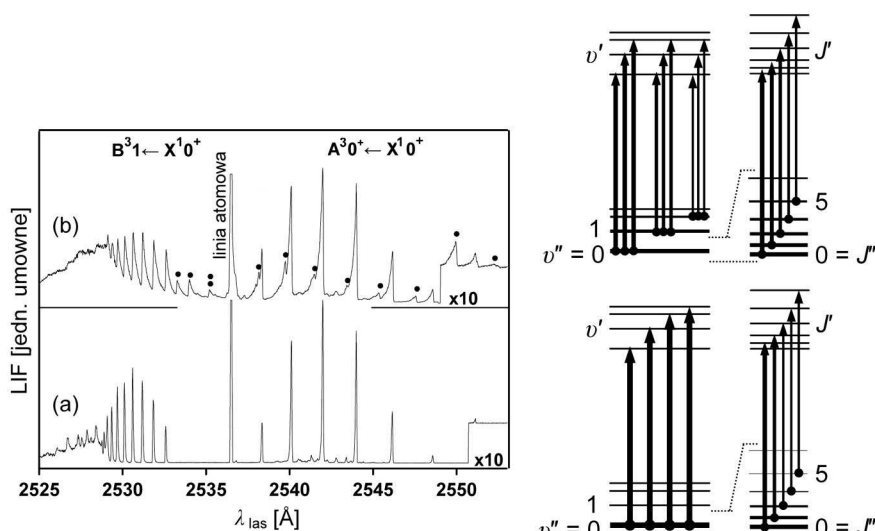 B³1← X¹0⁺
A³0⁺← X¹0⁺
linia atomowa
(b)
x10
LIF [jedn. umowne]
(a)
x10
2525 2530 2535 2540 2545 2550
λ las [Å]
υ'
J'
1
5
υ" = 0
0 = J"
υ'
J'
1
5
υ" = 0
0 = J"